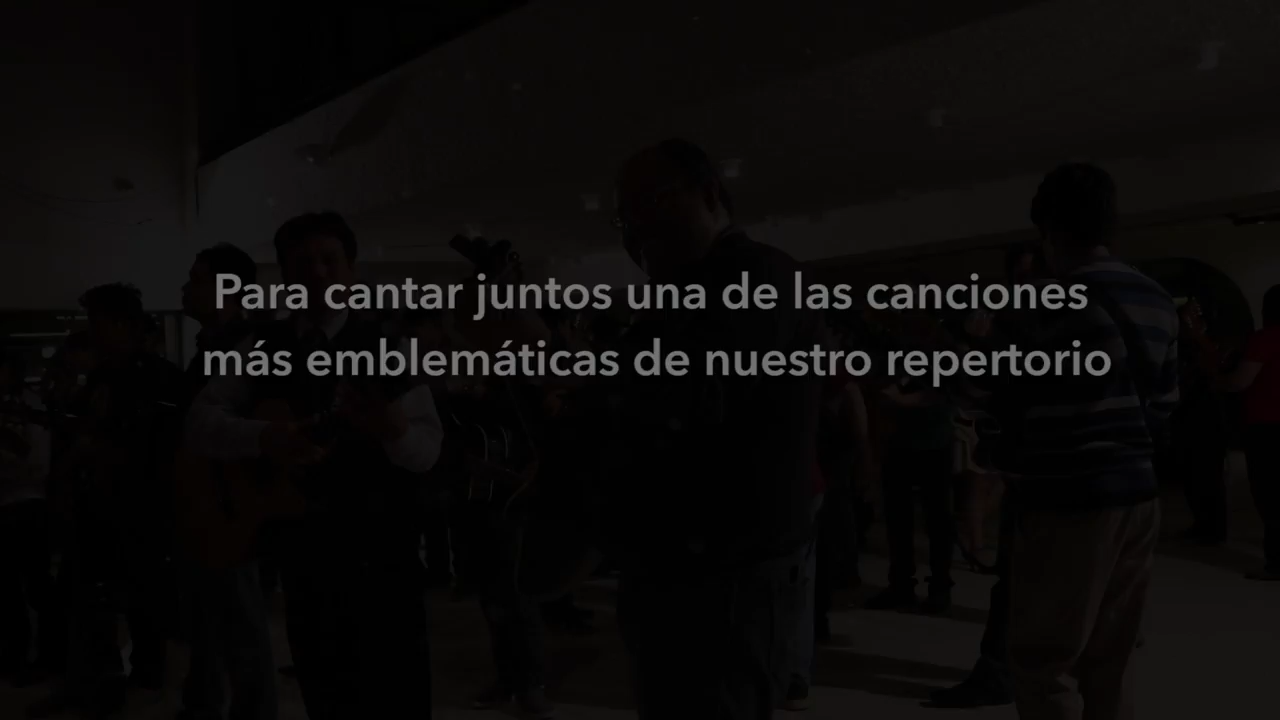 Para cantar juntos una de las canciones
más emblemáticas de nuestro repertorio